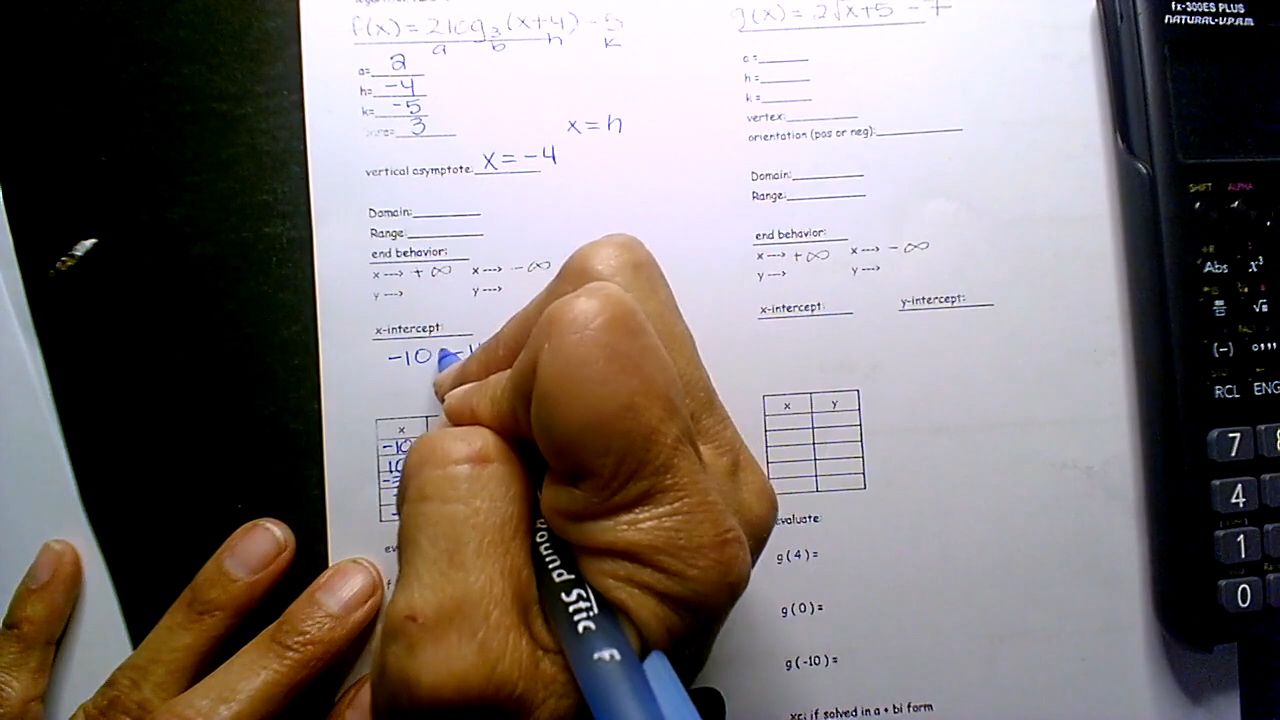 f(x) = 2log₃(x+4) - 5
a b h k
a= 2
h= -4
k= -5
3
x = h
vertical asymptote: x = -4
Domain:
Range:
end behavior:
x ---> + ∞ x ---> - ∞
y ---> y --->
x-intercept:
-10
x
-10
g(x) = 2√x+5 - 7
h =
k =
vertex:
orientation (pos or neg):
Domain:
Range:
end behavior:
x ---> + ∞ x ---> - ∞
y ---> y --->
x-intercept: y-intercept:
x y
evaluate:
g(4)=
g(0)=
g(-10)=
if solved in a + bi form
fx-300ES PLUS
NATURAL-V.P.A.M.
SHIFT ALPHA
Abs x³
(-)
RCL ENG
7
4
1
0
Stic
F